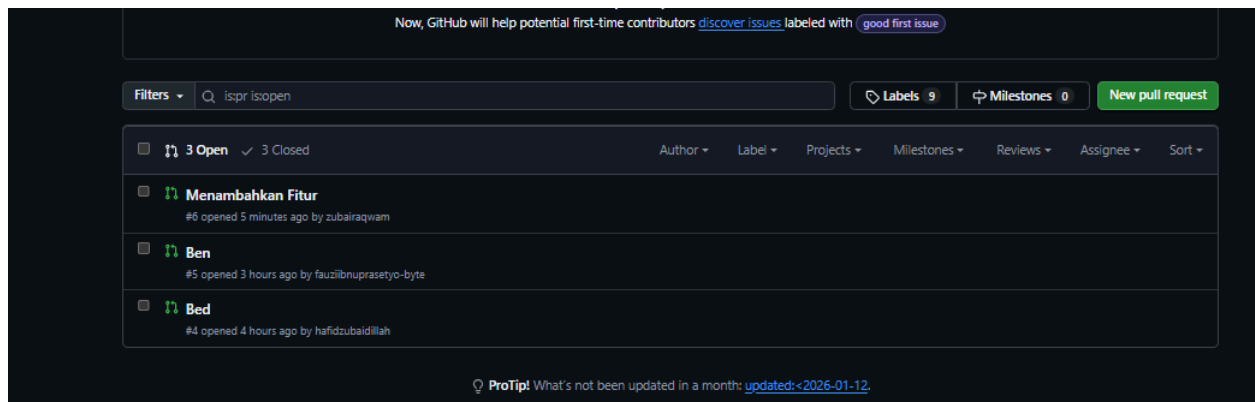 Now, GitHub will help potential first-time contributors discover issues labeled with good first issue
Filters is:pr is:open Labels 9 Milestones 0 New pull request
3 Open 3 Closed Author Label Projects Milestones Reviews Assignee Sort
Menambahkan Fitur
#6 opened 5 minutes ago by zubairaqwam
Ben
#5 opened 3 hours ago by fauziibnuprasetyo-byte
Bed
#4 opened 4 hours ago by hafidzubaidillah
ProTip! What's not been updated in a month: updated:<2026-01-12.